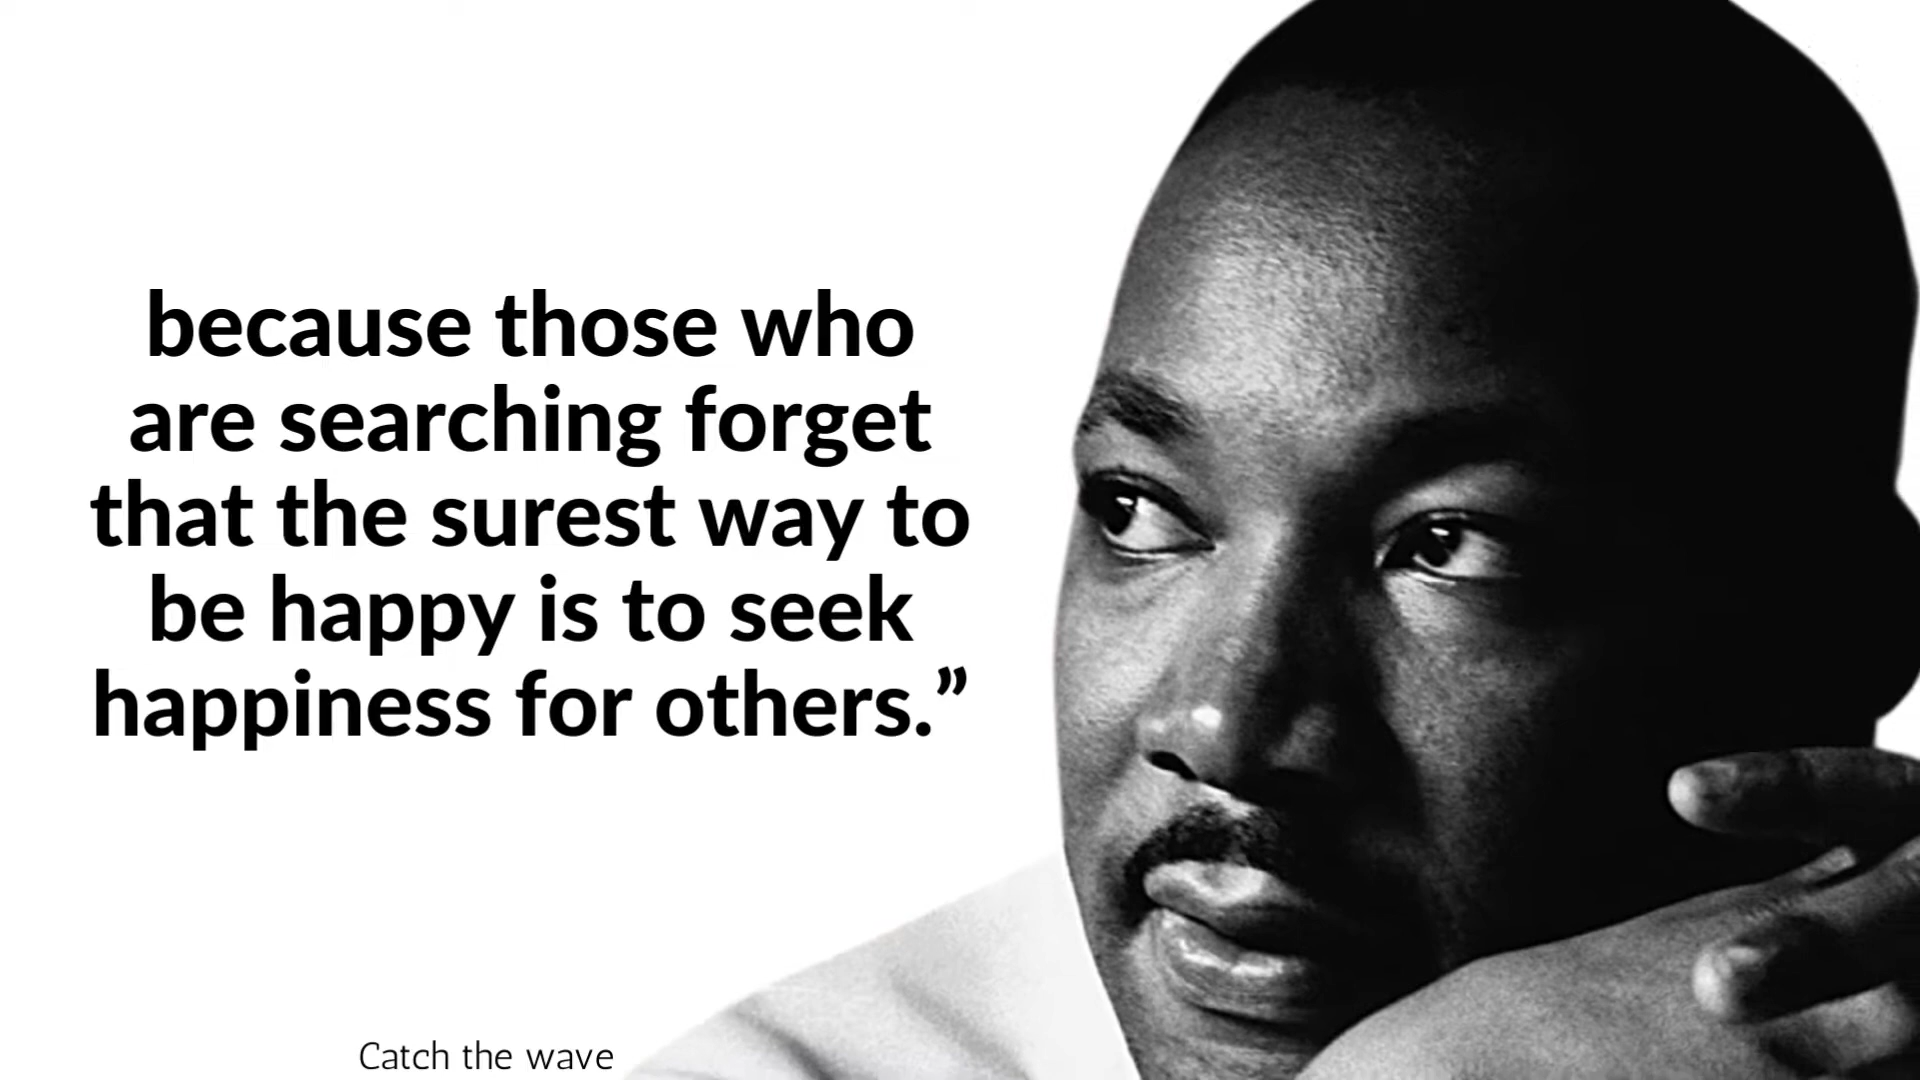 because those who
are searching forget
that the surest way to
be happy is to seek
happiness for others.”
Catch the wave